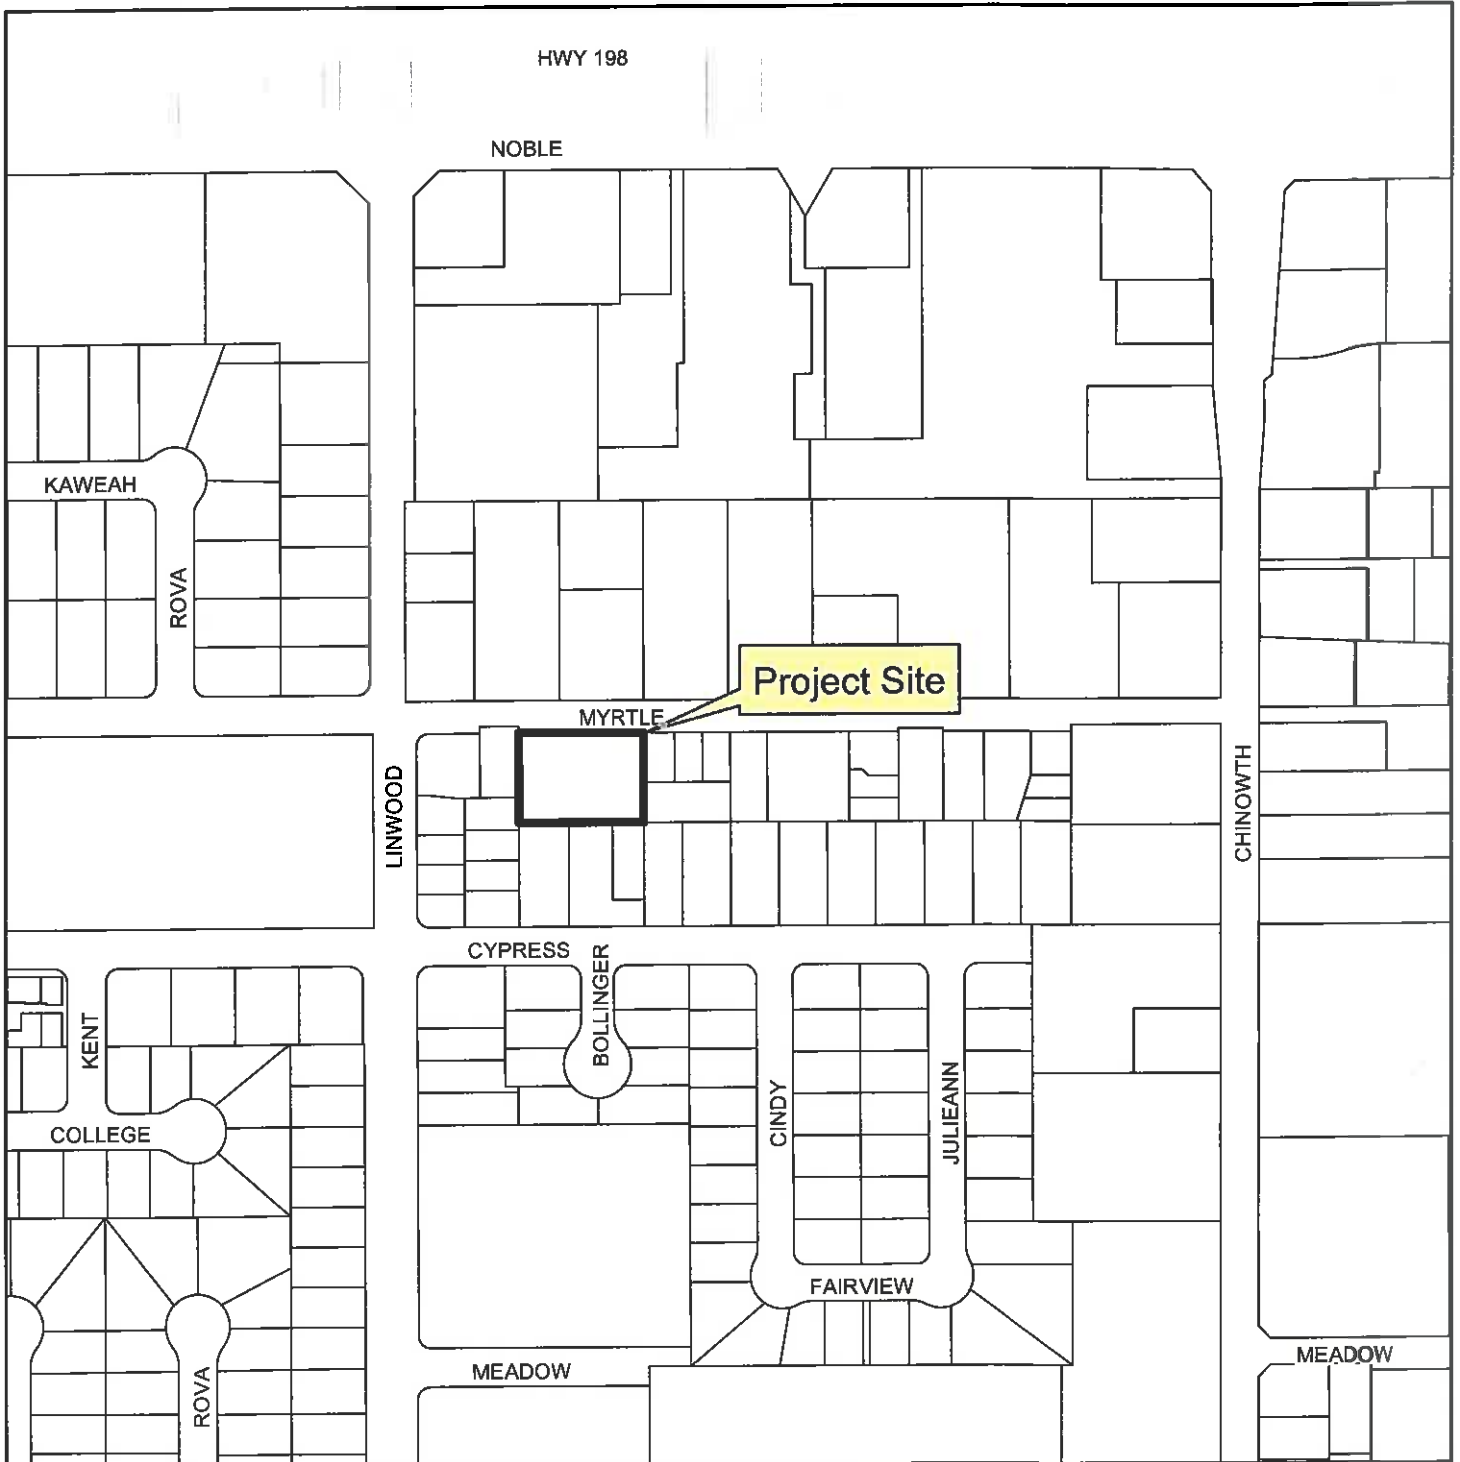 HWY 198
NOBLE
KAWEAH
ROVA
Project Site
MYRTLE
LINWOOD
CHINOWTH
CYPRESS
BOLLINGER
KENT
CINDY
JULIEANN
COLLEGE
FAIRVIEW
MEADOW
MEADOW
ROVA